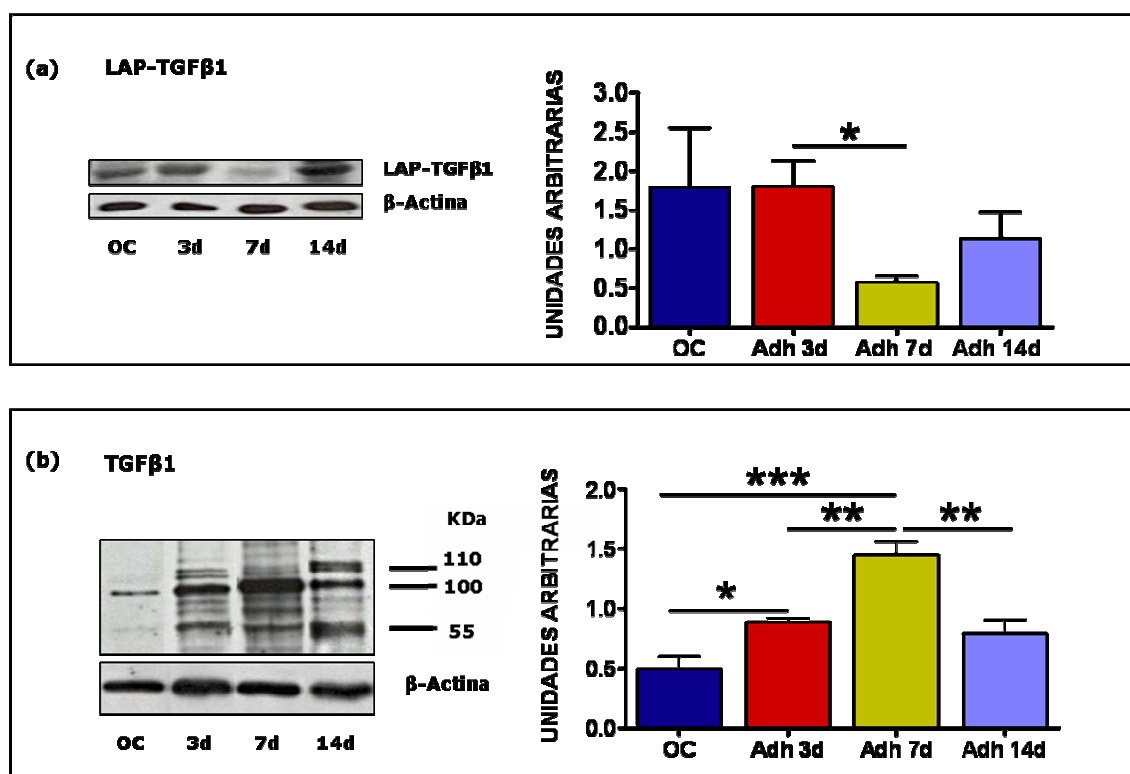 (a) LAP-TGFβ1
LAP-TGFβ1
β-Actina
OC 3d 7d 14d
UNIDADES ARBITRARIAS
3.0
2.5
2.0
1.5
1.0
0.5
0.0
*
OC Adh 3d Adh 7d Adh 14d
(b) TGFβ1
KDa
110
100
55
β-Actina
OC 3d 7d 14d
UNIDADES ARBITRARIAS
2.0
1.5
1.0
0.5
0.0
***
** **
*
OC Adh 3d Adh 7d Adh 14d